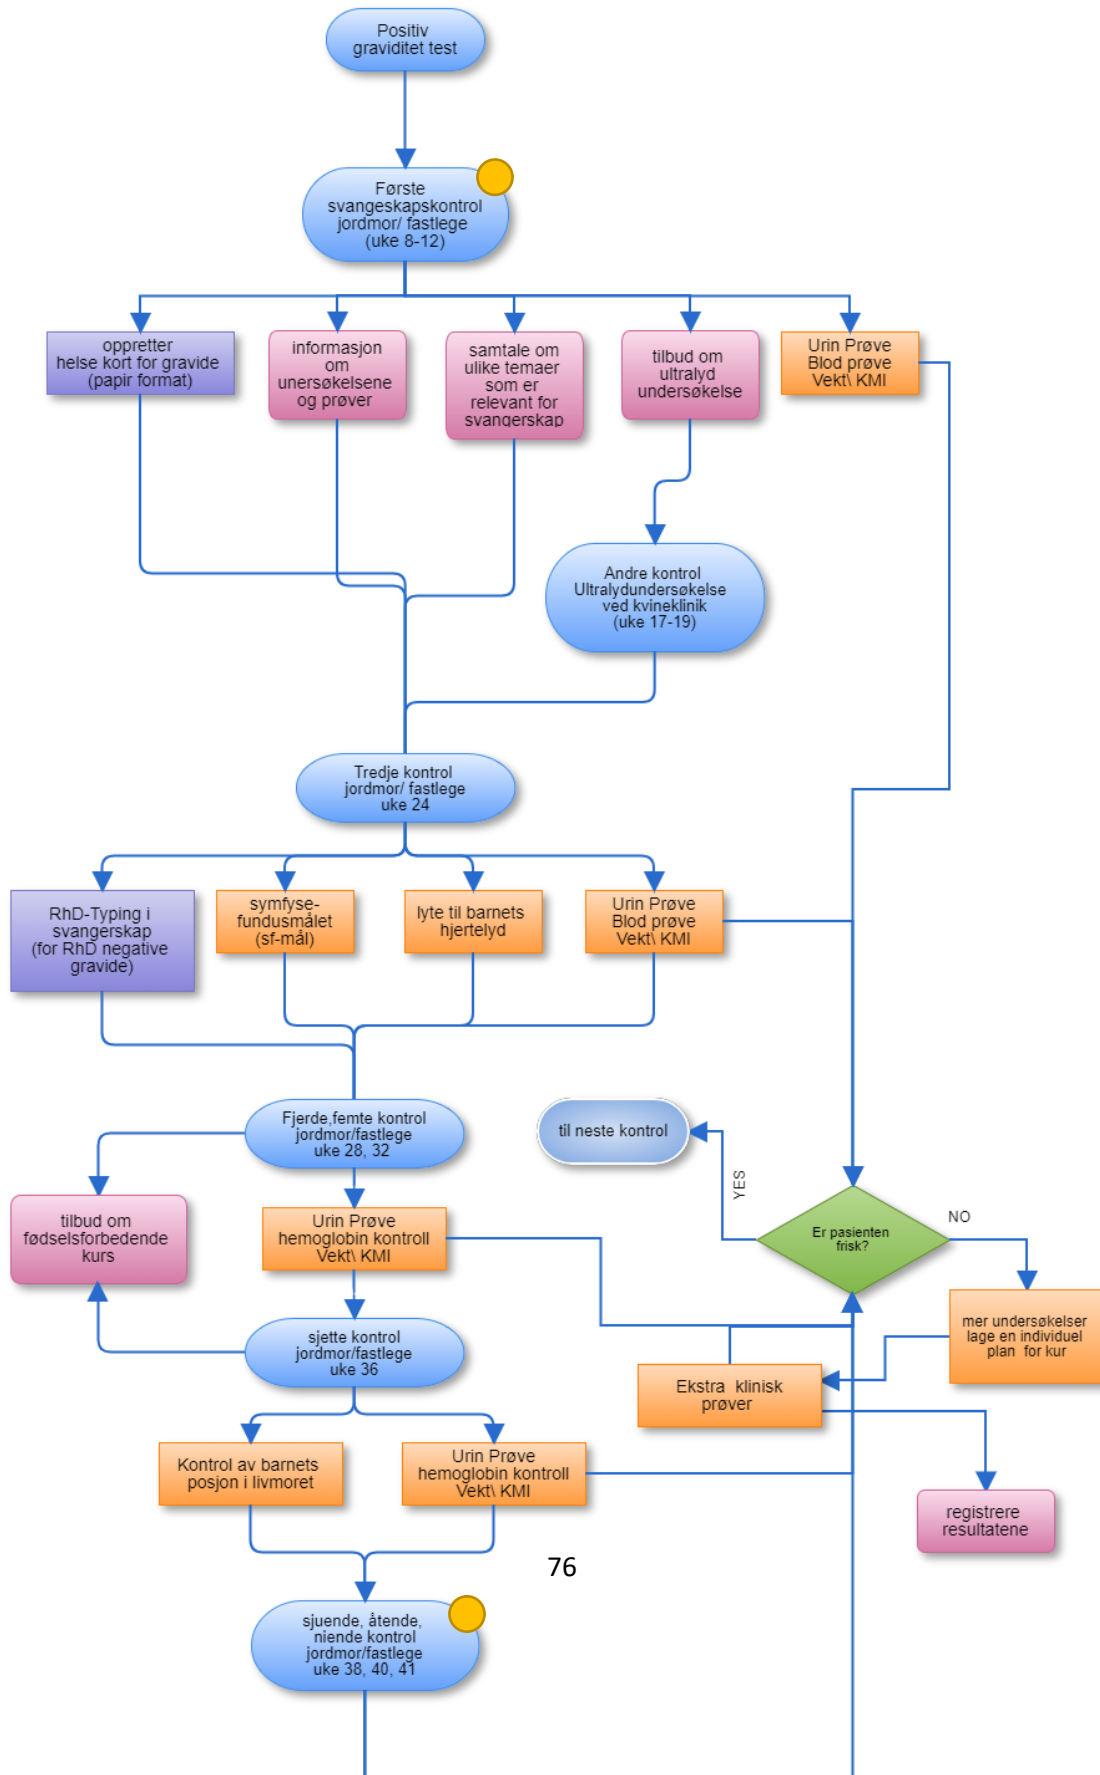 Positiv
graviditet test
Første
svangeskapskontrol
jordmor/ fastlege
(uke 8-12)
oppretter
helse kort for gravide
(papir format)
informasjon
om
unersøkelsene
og prøver
samtale om
ulike temaer
som er
relevant for
svangerskap
tilbud om
ultralyd
undersøkelse
Urin Prøve
Blod prøve
Vekt\ KMI
Andre kontrol
Ultralydundersøkelse
ved kvineklinik
(uke 17-19)
Tredje kontrol
jordmor/ fastlege
uke 24
RhD-Typing i
svangerskap
(for RhD negative
gravide)
symfyse-
fundusmålet
(sf-mål)
lyte til barnets
hjertelyd
Urin Prøve
Blod prøve
Vekt\ KMI
Fjerde,femte kontrol
jordmor/fastlege
uke 28, 32
til neste kontrol
YES
Er pasienten
frisk?
NO
tilbud om
fødselsforbedende
kurs
Urin Prøve
hemoglobin kontroll
Vekt\ KMI
mer undersøkelser
lage en individuel
plan for kur
sjette kontrol
jordmor/fastlege
uke 36
Ekstra klinisk
prøver
Kontrol av barnets
posjon i livmoret
Urin Prøve
hemoglobin kontroll
Vekt\ KMI
registrere
resultatene
76
sjuende, åtende,
niende kontrol
jordmor/fastlege
uke 38, 40, 41